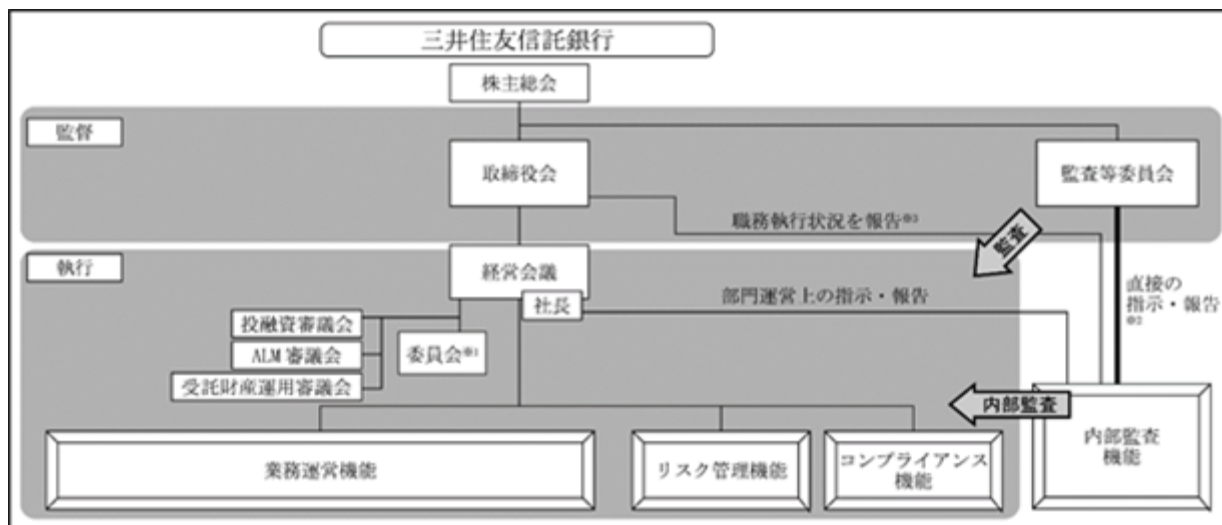 三井住友信託銀行
株主総会
監督
取締役会
監査等委員会
職務執行状況を報告※3
監査
執行
経営会議
社長
部門運営上の指示・報告
直接の
指示・報告
※2
投融資審議会
ALM 審議会
受託財産運用審議会
委員会※1
内部監査
業務運営機能
リスク管理機能
コンプライアンス
機能
内部監査
機能